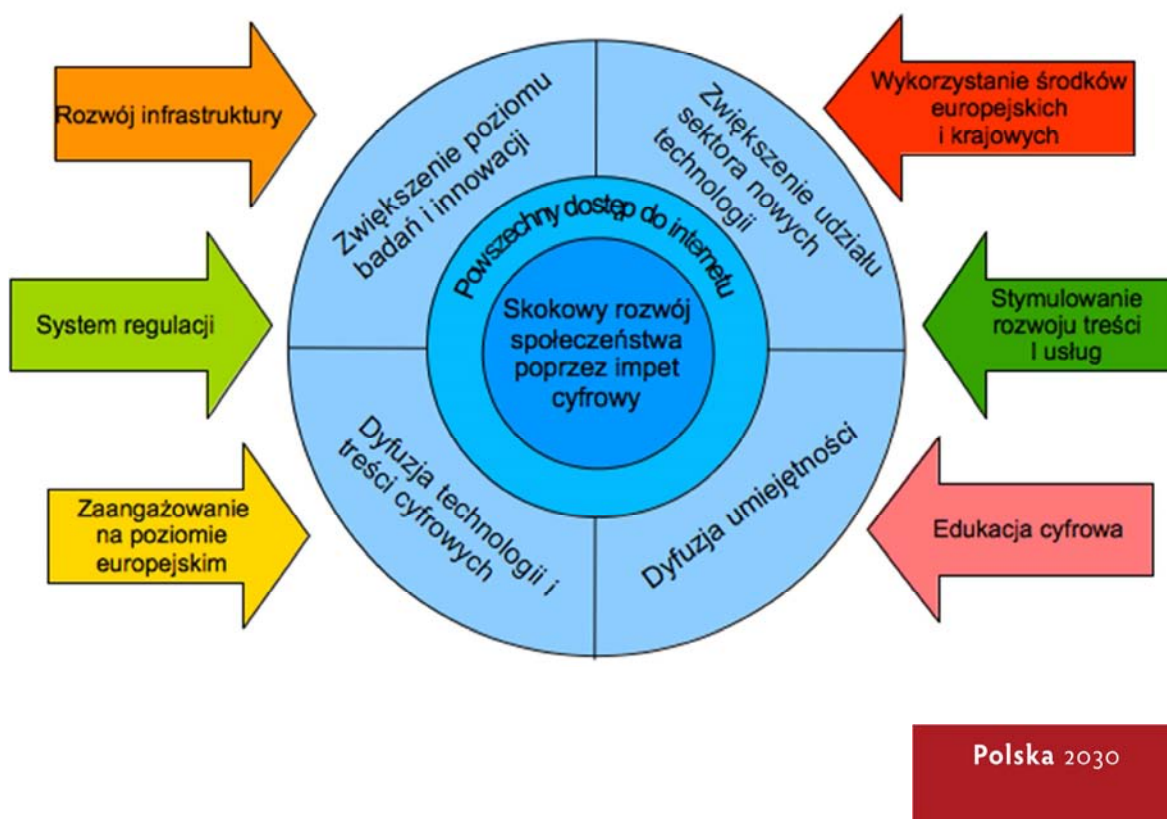 Rozwój infrastruktury
System regulacji
Zaangażowanie
na poziomie
europejskim
Zwiększenie poziomu
badań i innowacji
Zwiększenie udziału
sektora nowych
technologii
Powszechny dostęp do internetu
Skokowy rozwój
społeczeństwa
poprzez impet
cyfrowy
Dyfuzja technologii i
treści cyfrowych
Dyfuzja umiejętności
Wykorzystanie środków
europejskich
i krajowych
Stymulowanie
rozwoju treści
I usług
Edukacja cyfrowa
Polska 2030